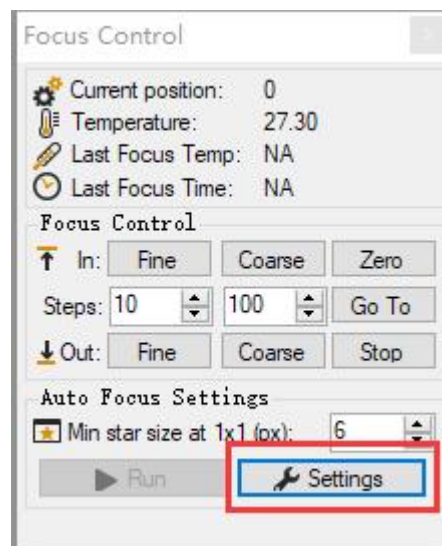 Focus Control
Current position: 0
Temperature: 27.30
Last Focus Temp: NA
Last Focus Time: NA
Focus Control
In: Fine Coarse Zero
Steps: 10 100 Go To
Out: Fine Coarse Stop
Auto Focus Settings
Min star size at 1x1 (px): 6
Run Settings